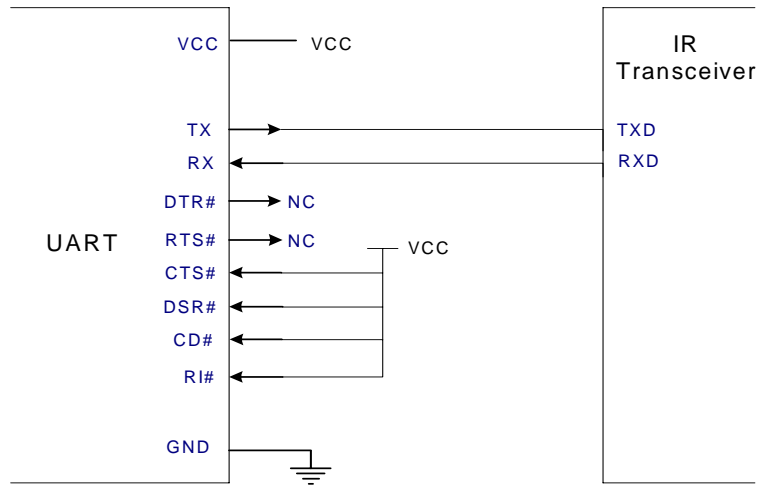 VCC VCC
IR
Transceiver
TX TXD
RX RXD
DTR# NC
UART
RTS# NC
VCC
CTS#
DSR#
CD#
RI#
GND